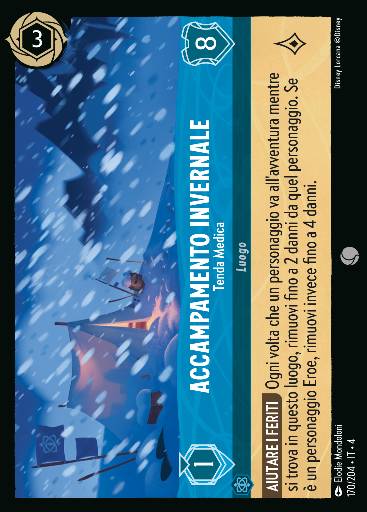 3
8
ACCAMPAMENTO INVERNALE
Tenda Medica
Luogo
1
AIUTARE I FERITI Ogni volta che un personaggio va all'avventura mentre
si trova in questo luogo, rimuovi fino a 2 danni da quel personaggio. Se
è un personaggio Eroe, rimuovi invece fino a 4 danni.
Elodie Mondoloni
170/204 • IT • 4
Disney Lorcana ©Disney